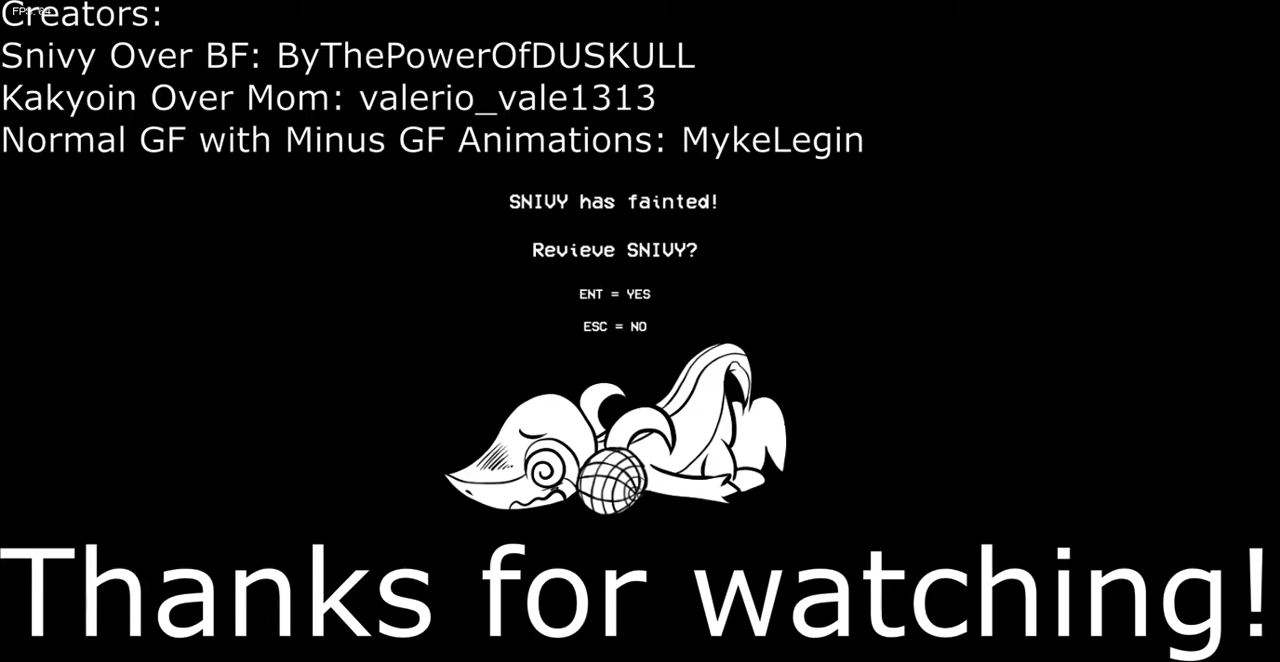 Creators:
Snivy Over BF: ByThePowerOfDUSKULL
Kakyoin Over Mom: valerio_vale1313
Normal GF with Minus GF Animations: MykeLegin
SNIVY has fainted!
Revieve SNIVY?
ENT = YES
ESC = NO
Thanks for watching!